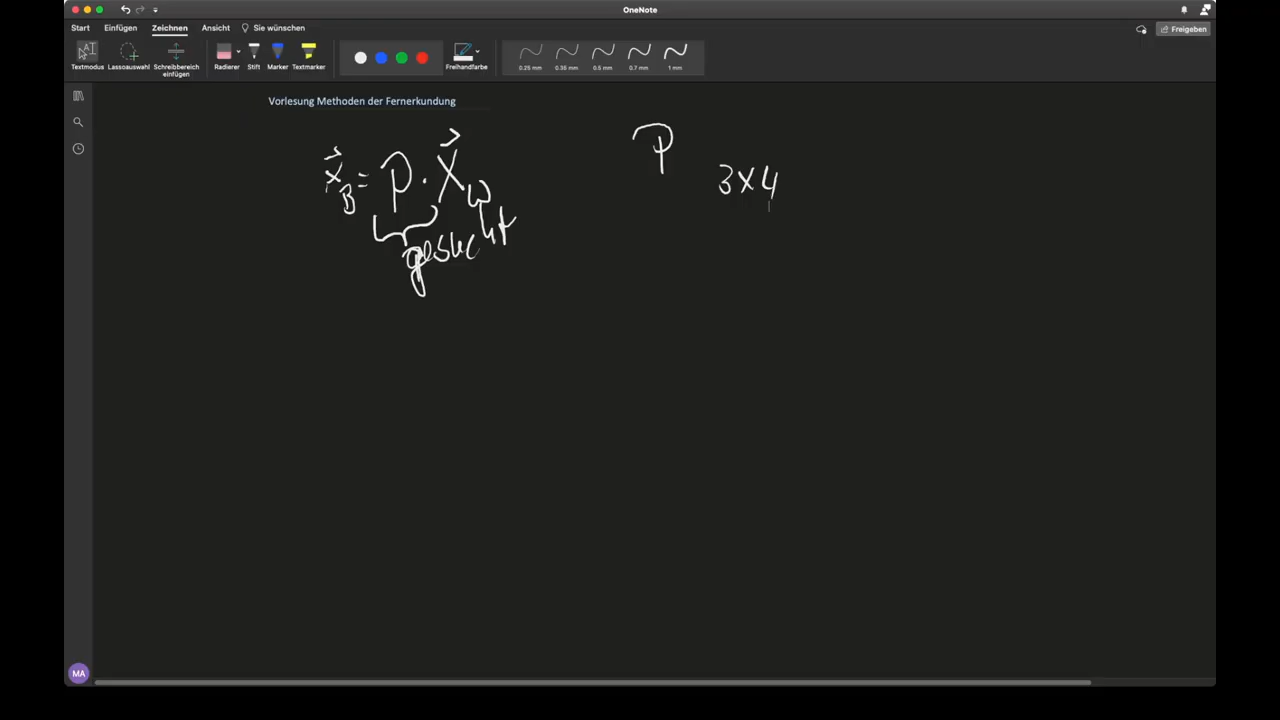 OneNote
Start Einfügen Zeichnen Ansicht Sie wünschen
Freigeben
Textmodus Lassoauswahl Schreibbereich einfügen Radierer Stift Marker Textmarker Freihandfarbe 0.25 mm 0.35 mm 0.5 mm 0.7 mm 1 mm
Vorlesung Methoden der Fernerkundung
x⃗_B = P · X⃗_W
gesucht
P
3x4
MA